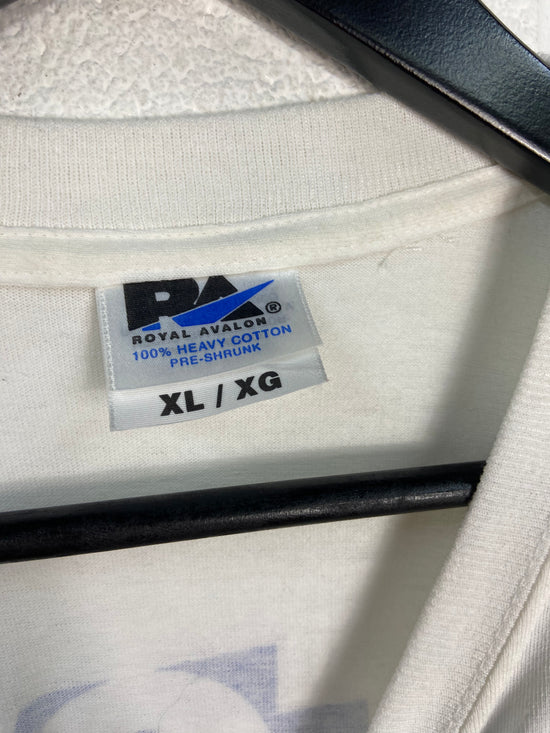 RA®
ROYAL AVALON
100% HEAVY COTTON
PRE-SHRUNK
XL / XG